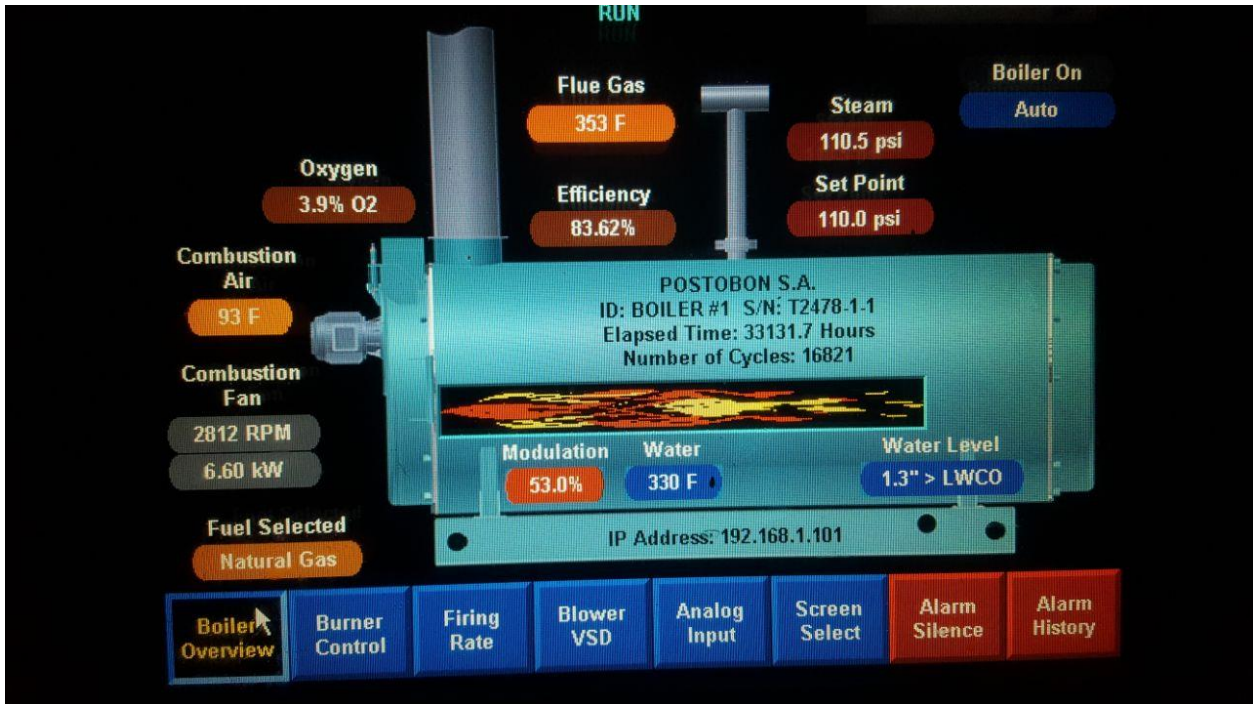 RUN
Flue Gas
353 F
Boiler On
Auto
Steam
110.5 psi
Oxygen
3.9% O2
Efficiency
83.62%
Set Point
110.0 psi
Combustion
Air
93 F
POSTOBON S.A.
ID: BOILER #1 S/N: T2478-1-1
Elapsed Time: 33131.7 Hours
Number of Cycles: 16821
Combustion
Fan
2812 RPM
6.60 kW
Modulation
53.0%
Water
330 F
Water Level
1.3" > LWCO
Fuel Selected
Natural Gas
IP Address: 192.168.1.101
Boiler
Overview
Burner
Control
Firing
Rate
Blower
VSD
Analog
Input
Screen
Select
Alarm
Silence
Alarm
History